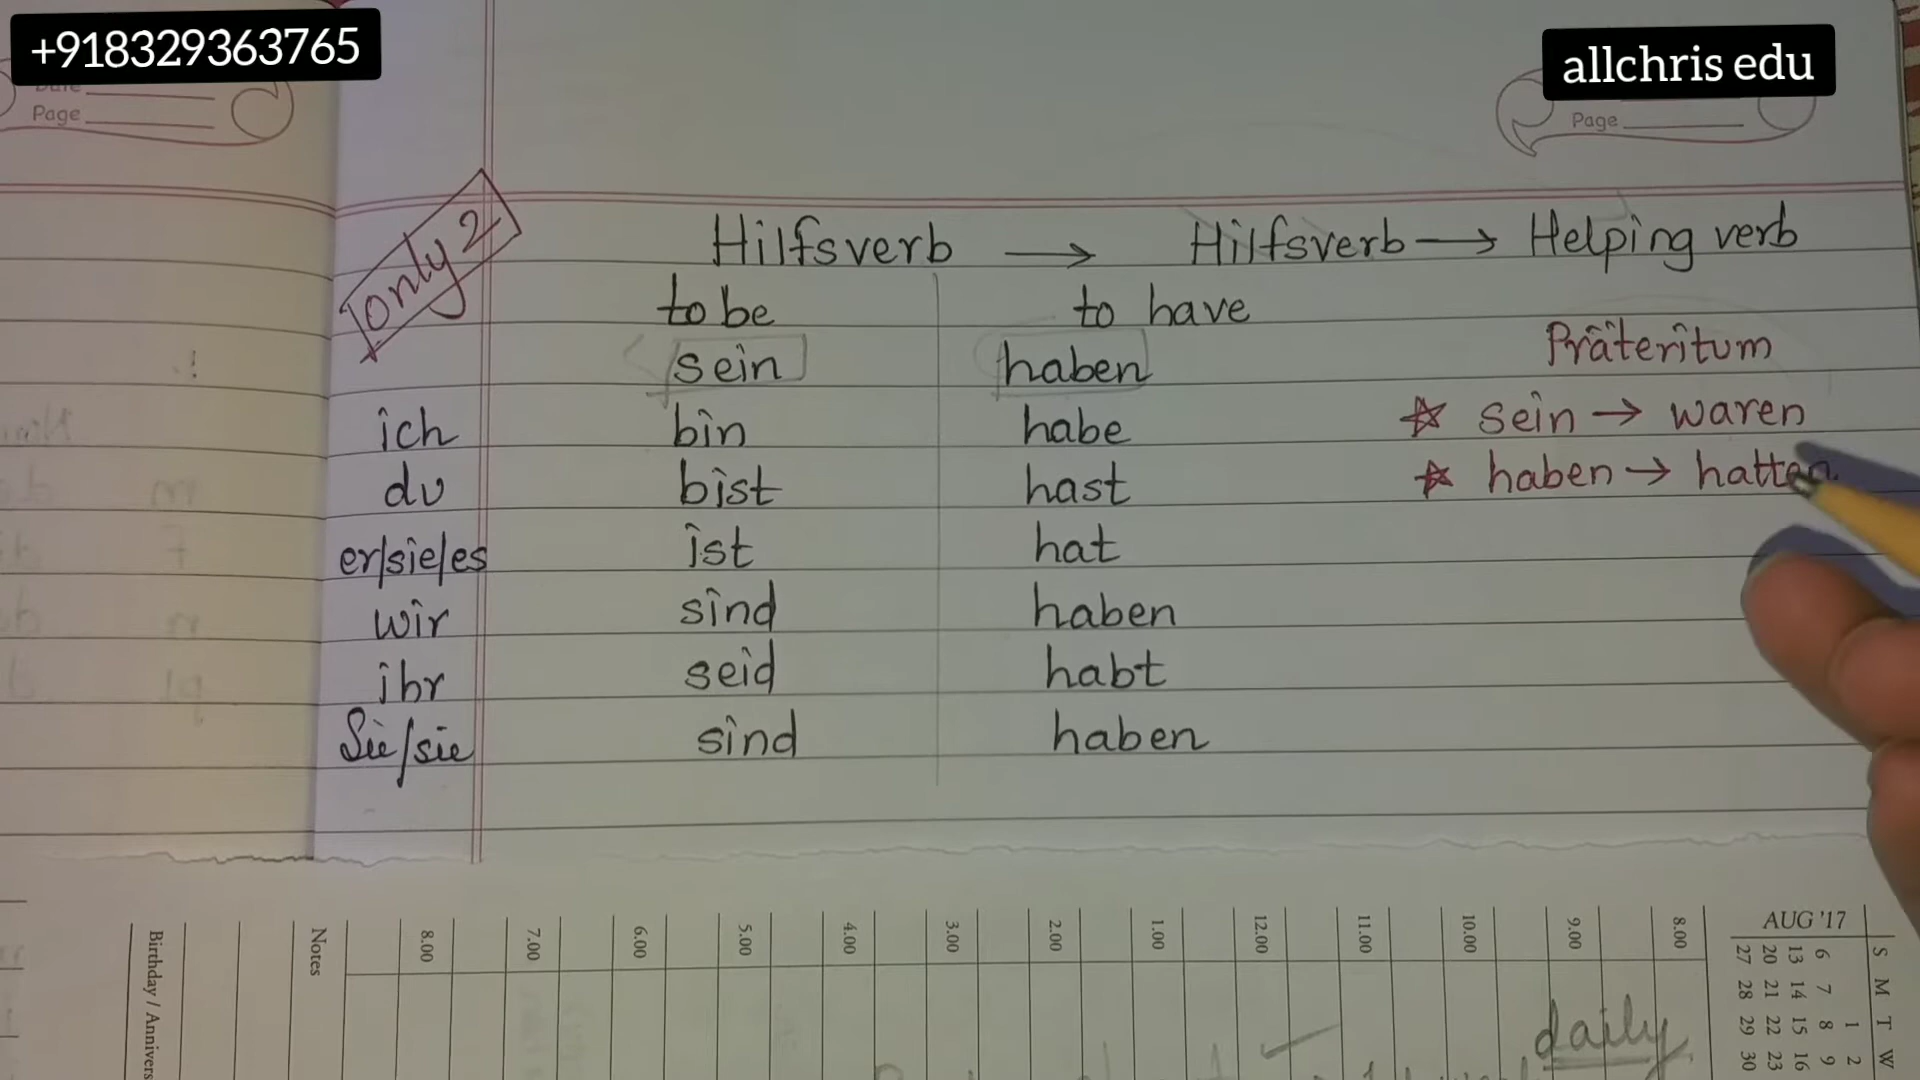 +918329363765
allchris edu
Page
Page
only 2
Hilfsverb → Hilfsverb → Helping verb
to be to have
sein haben Präteritum
ich bin habe ☆ sein → waren
du bist hast ☆ haben → hatten
er/sie/es ist hat
wir sind haben
ihr seid habt
Sie/sie sind haben
Birthday / Annivers
Notes
8.00 7.00 6.00 5.00 4.00 3.00 2.00 1.00 12.00 11.00 10.00 9.00 8.00
AUG '17
S 6 13 20 27
M 7 14 21 28
T 1 8 15 22 29
W 2 9 16 23 30
daily